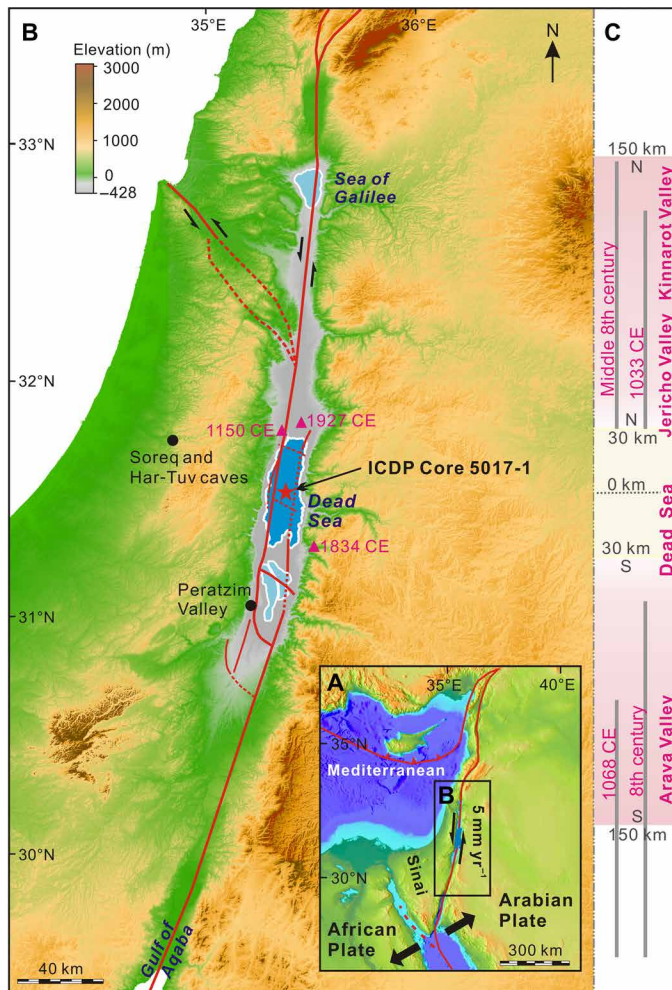 B
35°E
36°E
C
Elevation (m)
3000
2000
1000
0
−428
N
33°N
32°N
31°N
30°N
Sea of
Galilee
1927 CE
1150 CE
Soreq and
Har-Tuv caves
ICDP Core 5017-1
Dead
Sea
1834 CE
Peratzim
Valley
Gulf of
Aqaba
40 km
A
35°E
40°E
35°N
Mediterranean
B
5 mm yr⁻¹
30°N
Sinai
Arabian
Plate
African
Plate
300 km
150 km
N
Middle 8th century
1033 CE
Jericho Valley Kinnarot Valley
N
30 km
0 km
Dead Sea
30 km
S
1068 CE
8th century
Arava Valley
S
150 km